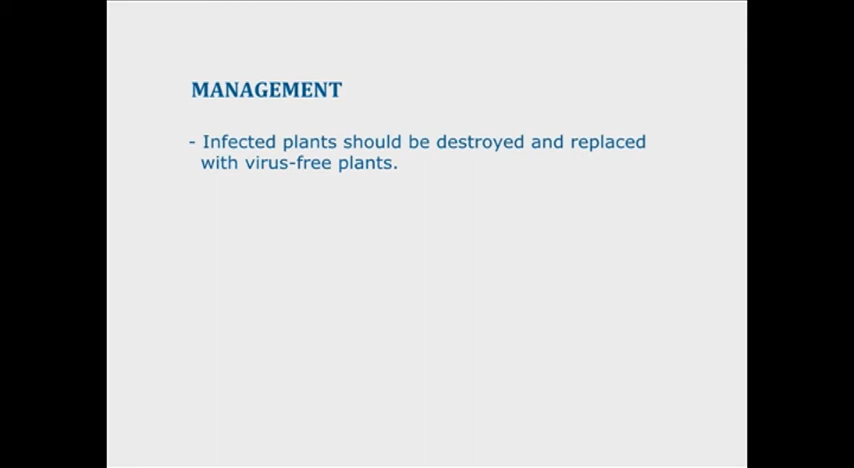 MANAGEMENT
- Infected plants should be destroyed and replaced
with virus-free plants.